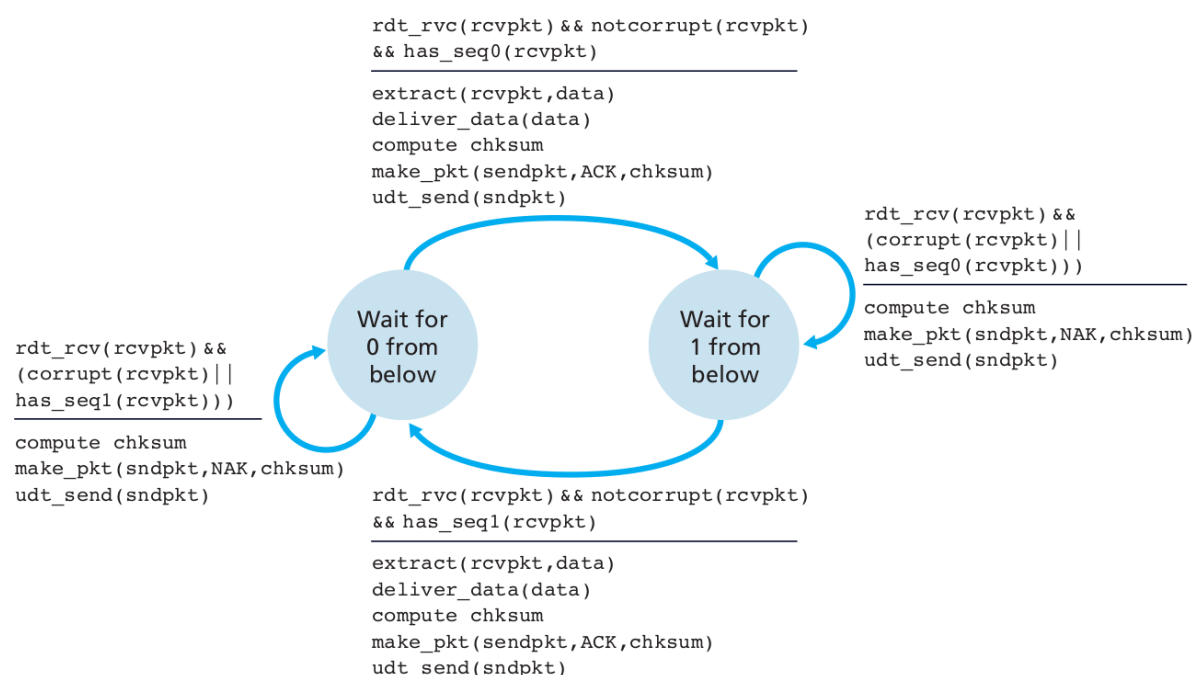 rdt_rvc(rcvpkt) && notcorrupt(rcvpkt)
&& has_seq0(rcvpkt)
extract(rcvpkt,data)
deliver_data(data)
compute chksum
make_pkt(sendpkt,ACK,chksum)
udt_send(sndpkt)
rdt_rcv(rcvpkt) &&
(corrupt(rcvpkt)||
has_seq0(rcvpkt)))
compute chksum
make_pkt(sndpkt,NAK,chksum)
udt_send(sndpkt)
Wait for
0 from
below
Wait for
1 from
below
rdt_rcv(rcvpkt) &&
(corrupt(rcvpkt)||
has_seq1(rcvpkt)))
compute chksum
make_pkt(sndpkt,NAK,chksum)
udt_send(sndpkt)
rdt_rvc(rcvpkt) && notcorrupt(rcvpkt)
&& has_seq1(rcvpkt)
extract(rcvpkt,data)
deliver_data(data)
compute chksum
make_pkt(sendpkt,ACK,chksum)
udt_send(sndpkt)